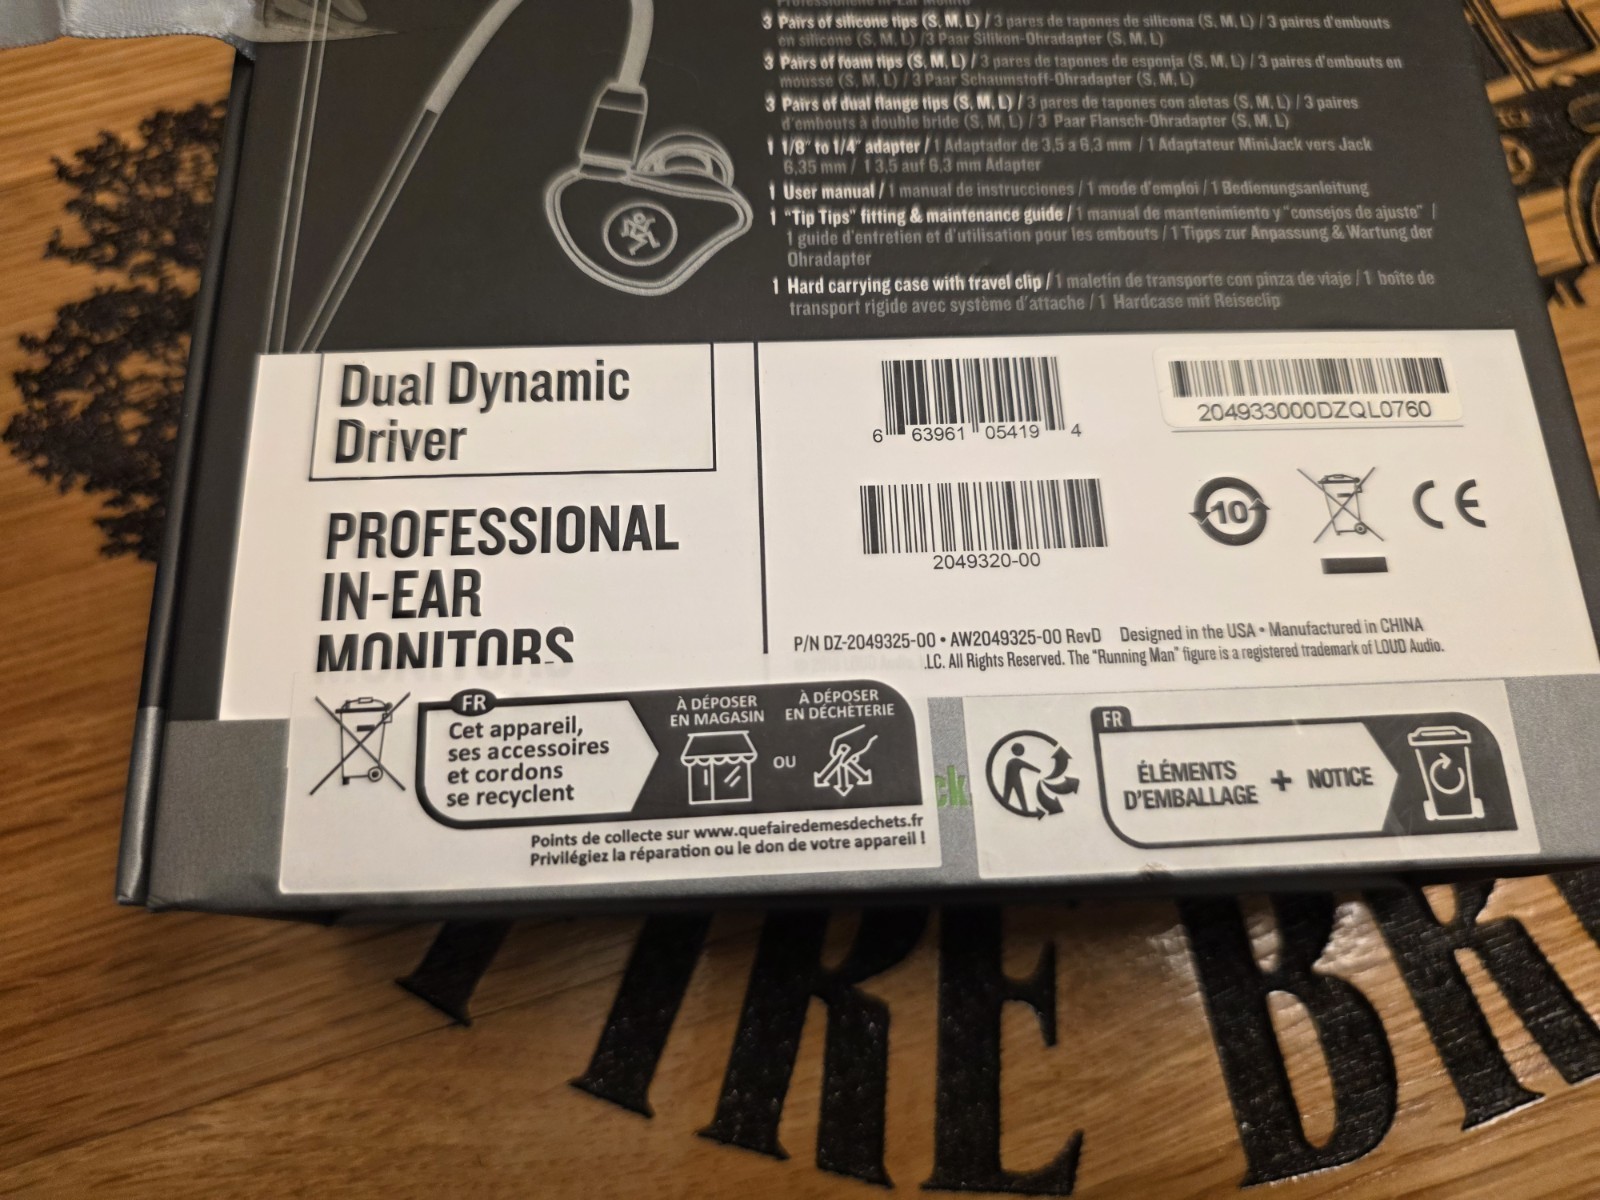 3 Pairs of silicone tips (S, M, L) / 3 pares de tapones de silicona (S, M, L) / 3 paires d'embouts
en silicone (S, M, L) /3 Paar Silikon-Ohradapter (S, M, L)
3 Pairs of foam tips (S, M, L) / 3 pares de tapones de esponja (S, M, L) / 3 paires d'embouts en
mousse (S, M, L) / 3 Paar Schaumstoff-Ohradapter (S, M, L)
3 Pairs of dual flange tips (S, M, L) / 3 pares de tapones con aletas (S, M, L) / 3 paires
d'embouts à double bride (S, M, L) / 3 Paar Flansch-Ohradapter (S, M, L)
1 1/8" to 1/4" adapter / 1 Adaptador de 3,5 a 6,3 mm / 1 Adaptateur MiniJack vers Jack
6,35 mm / 1 3,5 auf 6,3 mm Adapter
1 User manual / 1 manual de instrucciones / 1 mode d'emploi / 1 Bedienungsanleitung
1 "Tip Tips" fitting & maintenance guide / 1 manual de mantenimiento y "consejos de ajuste" /
1 guide d'entretien et d'utilisation pour les embouts / 1 Tipps zur Anpassung & Wartung der
Ohradapter
1 Hard carrying case with travel clip / 1 maletin de transporte con pinza de viaje / 1 boîte de
transport rigide avec système d'attache / 1 Hardcase mit Reiseclip
Dual Dynamic
Driver
PROFESSIONAL
IN-EAR
MONITORS
6 63961 05419 4
204933000DZQL0760
2049320-00
10
CE
P/N DZ-2049325-00 • AW2049325-00 RevD Designed in the USA • Manufactured in CHINA
LC. All Rights Reserved. The "Running Man" figure is a registered trademark of LOUD Audio.
FR
Cet appareil,
ses accessoires
et cordons
se recyclent
À DÉPOSER
EN MAGASIN
OU
À DÉPOSER
EN DÉCHÈTERIE
Points de collecte sur www.quefairedemesdechets.fr
Privilégiez la réparation ou le don de votre appareil !
ck.
FR
ÉLÉMENTS
D'EMBALLAGE
+
NOTICE